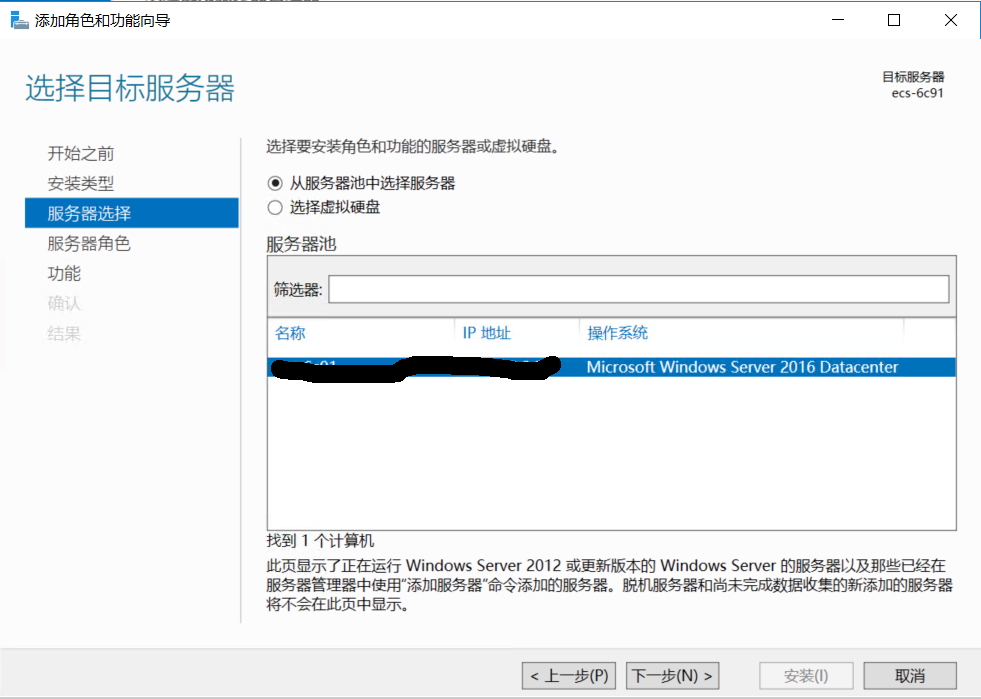 添加角色和功能向导
选择目标服务器
目标服务器
ecs-6c91
开始之前
安装类型
服务器选择
服务器角色
功能
确认
结果
选择要安装角色和功能的服务器或虚拟硬盘。
从服务器池中选择服务器
选择虚拟硬盘
服务器池
筛选器:
名称 IP 地址 操作系统
Microsoft Windows Server 2016 Datacenter
找到 1 个计算机
此页显示了正在运行 Windows Server 2012 或更新版本的 Windows Server 的服务器以及那些已经在
服务器管理器中使用"添加服务器"命令添加的服务器。脱机服务器和尚未完成数据收集的新添加的服务器
将不会在此页中显示。
< 上一步(P) 下一步(N) > 安装(I) 取消